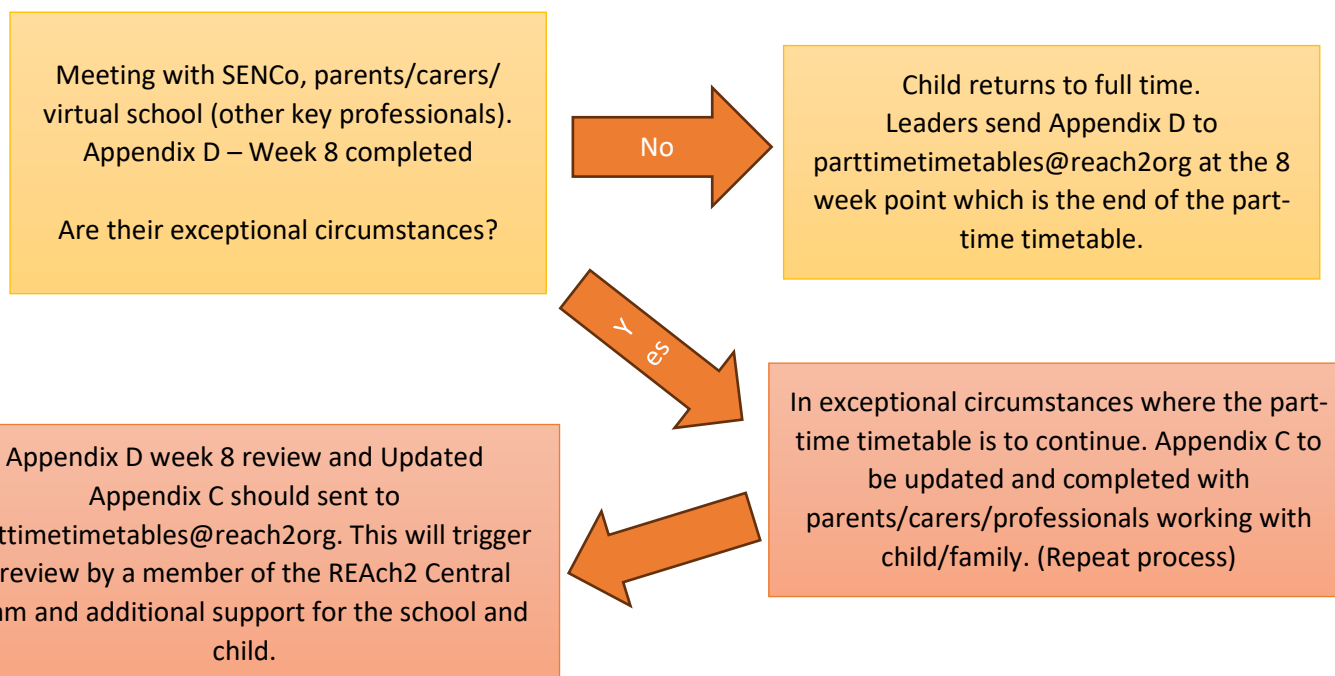 Meeting with SENCo, parents/carers/
virtual school (other key professionals).
Appendix D – Week 8 completed
Are their exceptional circumstances?
No
Child returns to full time.
Leaders send Appendix D to
parttimetimetables@reach2org at the 8
week point which is the end of the part-
time timetable.
Y
es
In exceptional circumstances where the part-
time timetable is to continue. Appendix C to
be updated and completed with
parents/carers/professionals working with
child/family. (Repeat process)
Appendix D week 8 review and Updated
Appendix C should sent to
ttimetimetables@reach2org. This will trigger
review by a member of the REAch2 Central
and additional support for the school and
child.